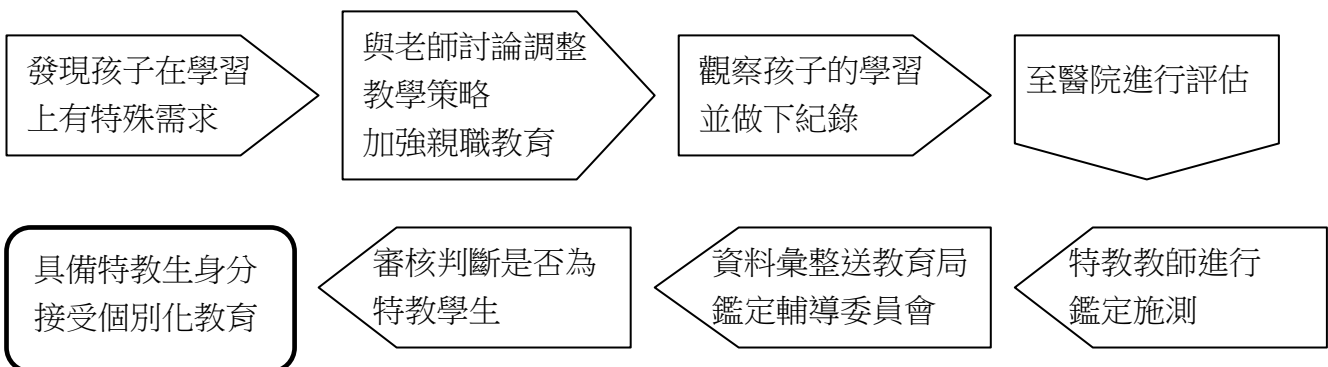 發現孩子在學習
上有特殊需求
與老師討論調整
教學策略
加強親職教育
觀察孩子的學習
並做下紀錄
至醫院進行評估
特教教師進行
鑑定施測
資料彙整送教育局
鑑定輔導委員會
審核判斷是否為
特教學生
具備特教生身分
接受個別化教育